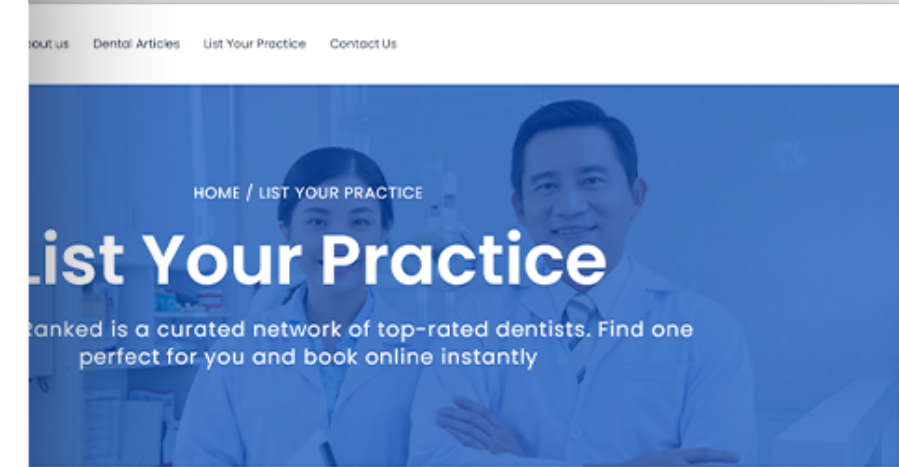 bout us Dental Articles List Your Practice Contact Us
HOME / LIST YOUR PRACTICE
List Your Practice
Ranked is a curated network of top-rated dentists. Find one
perfect for you and book online instantly